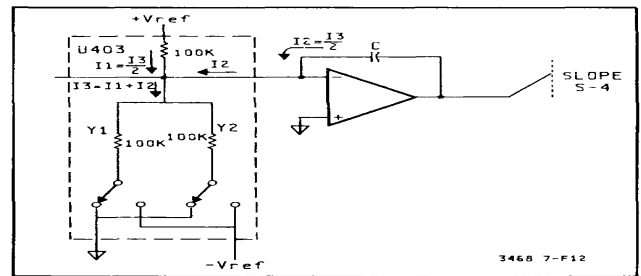 +Vref
U403
100K
I1=I3/2
I2
I2=I3/2
C
I3=I1+I2
−
+
SLOPE
S-4
Y1
100K
100K
Y2
-Vref
3468 7-F12